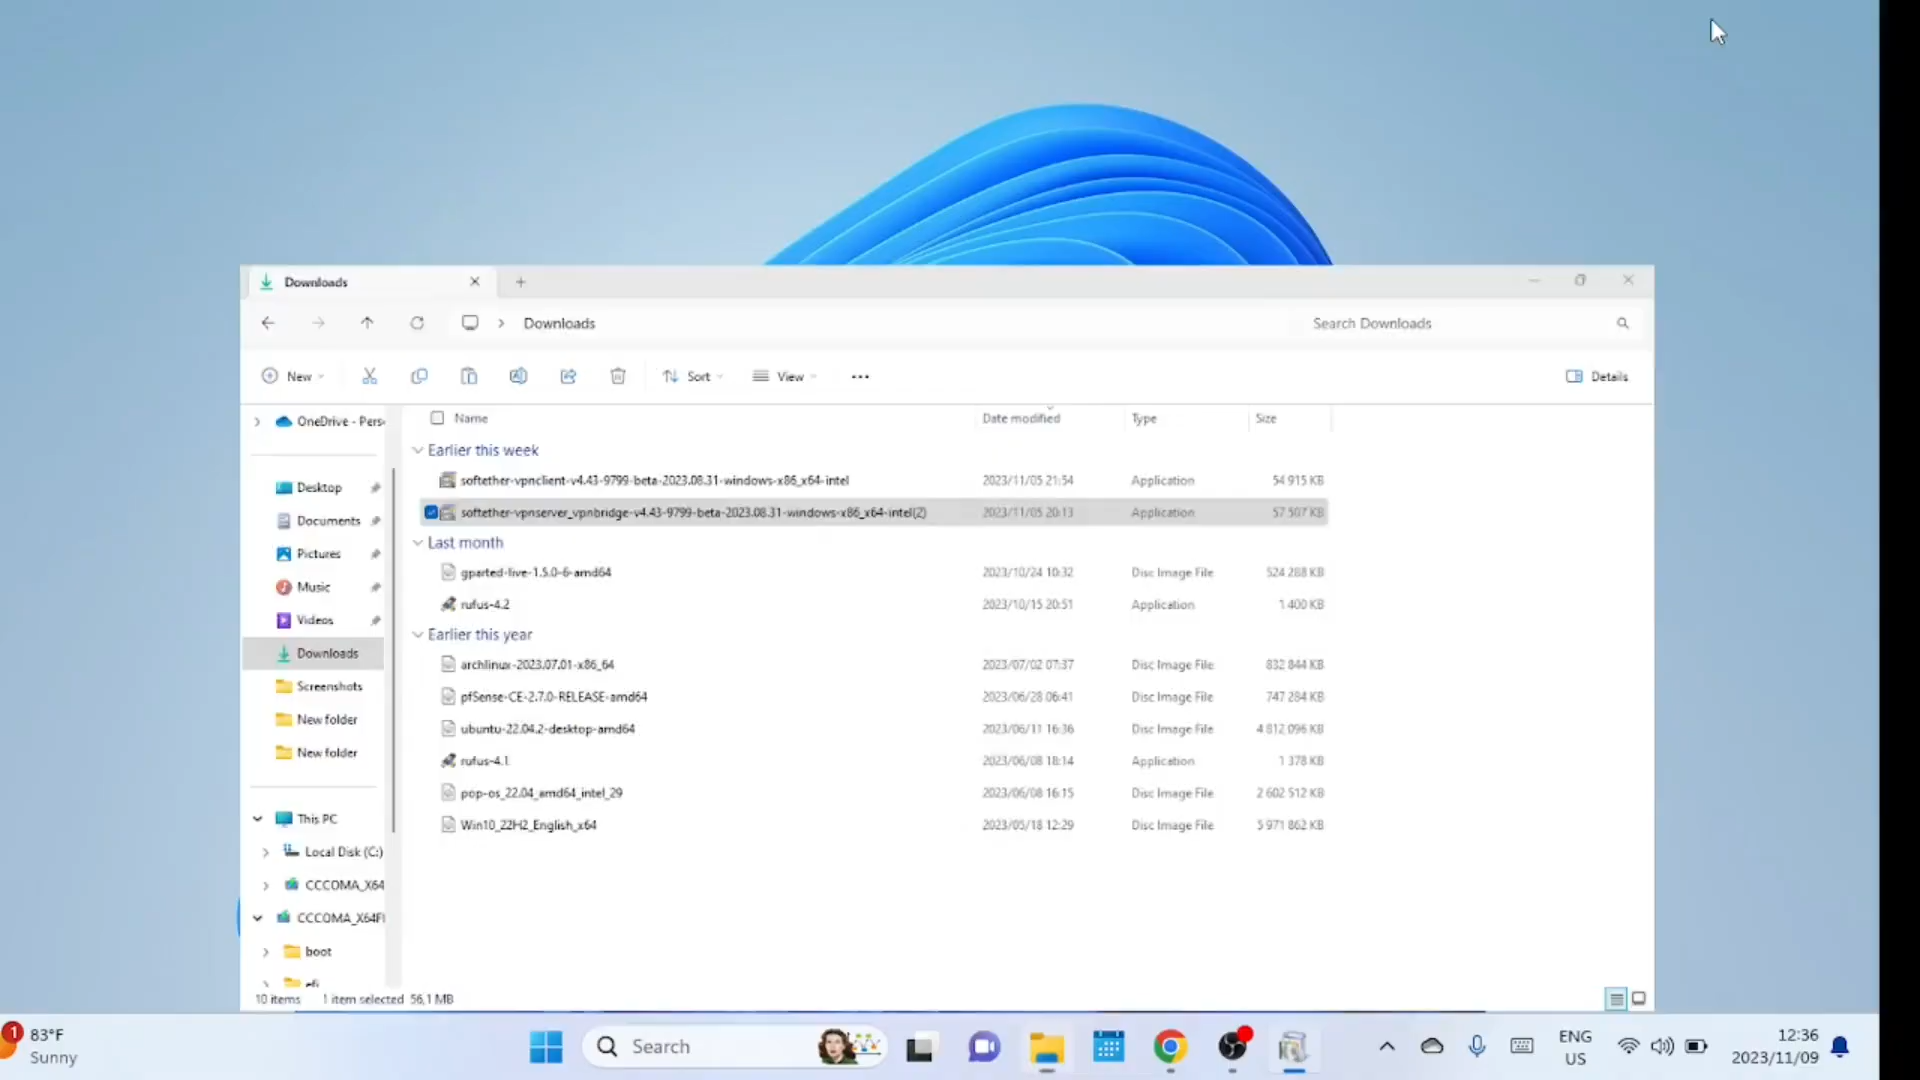 Downloads
Downloads
Search Downloads
New
Sort
View
Details
OneDrive - Pers
Name
Date modified
Type
Size
Earlier this week
softether-vpnclient-v4.43-9799-beta-2023.08.31-windows-x86_x64-intel 2023/11/05 21:54 Application 54 915 KB
Desktop
softether-vpnserver_vpnbridge-v4.43-9799-beta-2023.08.31-windows-x86_x64-intel(2) 2023/11/05 20:13 Application 57 507 KB
Documents
Last month
Pictures
gparted-live-1.5.0-6-amd64 2023/10/24 10:32 Disc Image File 524 288 KB
Music
rufus-4.2 2023/10/15 20:51 Application 1 400 KB
Videos
Earlier this year
Downloads
archlinux-2023.07.01-x86_64 2023/07/02 07:37 Disc Image File 832 844 KB
Screenshots
pfSense-CE-2.7.0-RELEASE-amd64 2023/06/28 06:41 Disc Image File 747 284 KB
New folder
ubuntu-22.04.2-desktop-amd64 2023/06/11 16:36 Disc Image File 4 812 096 KB
New folder
rufus-4.1 2023/06/08 18:14 Application 1 378 KB
pop-os_22.04_amd64_intel_29 2023/06/08 16:15 Disc Image File 2 602 512 KB
This PC
Win10_22H2_English_x64 2023/05/18 12:29 Disc Image File 5 971 862 KB
Local Disk (C:)
CCCOMA_X64
CCCOMA_X64F
boot
efi
10 items 1 item selected 56,1 MB
1
83°F
Sunny
Search
ENG
US
12:36
2023/11/09